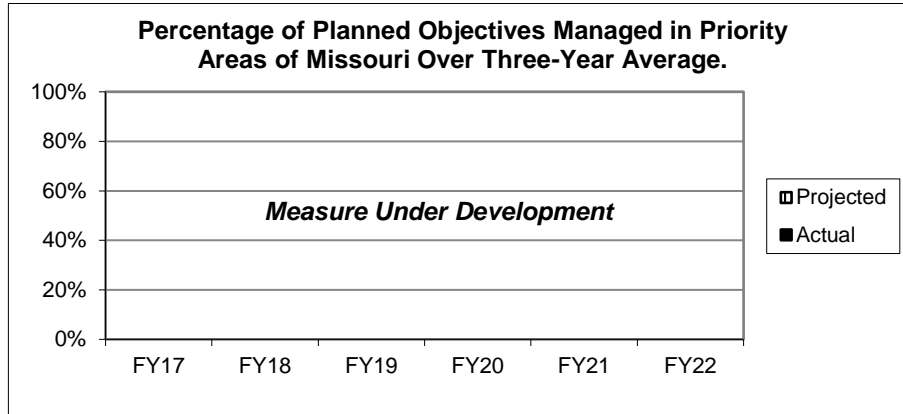 Percentage of Planned Objectives Managed in Priority
Areas of Missouri Over Three-Year Average.
100%
80%
60%
40%
20%
0%
Measure Under Development
FY17 FY18 FY19 FY20 FY21 FY22
Projected
Actual